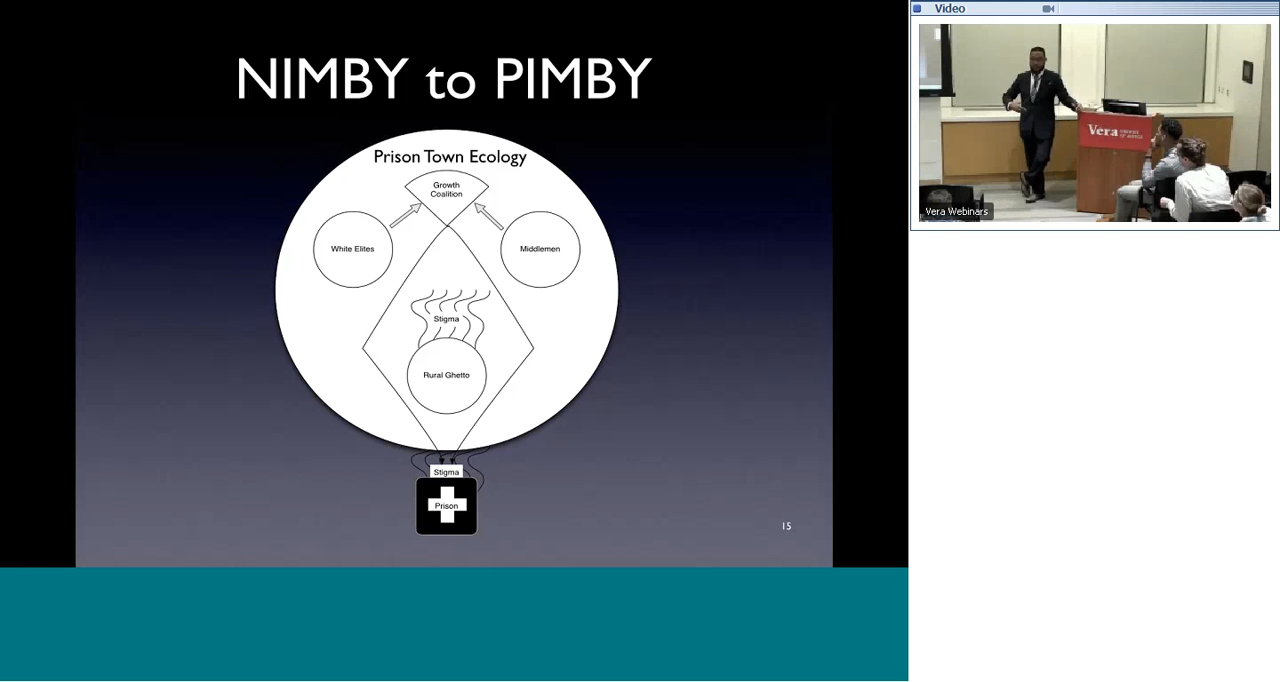 Video
NIMBY to PIMBY
Prison Town Ecology
Growth
Coalition
White Elites
Middlemen
Stigma
Rural Ghetto
Stigma
Prison
15
Vera
Vera Webinars